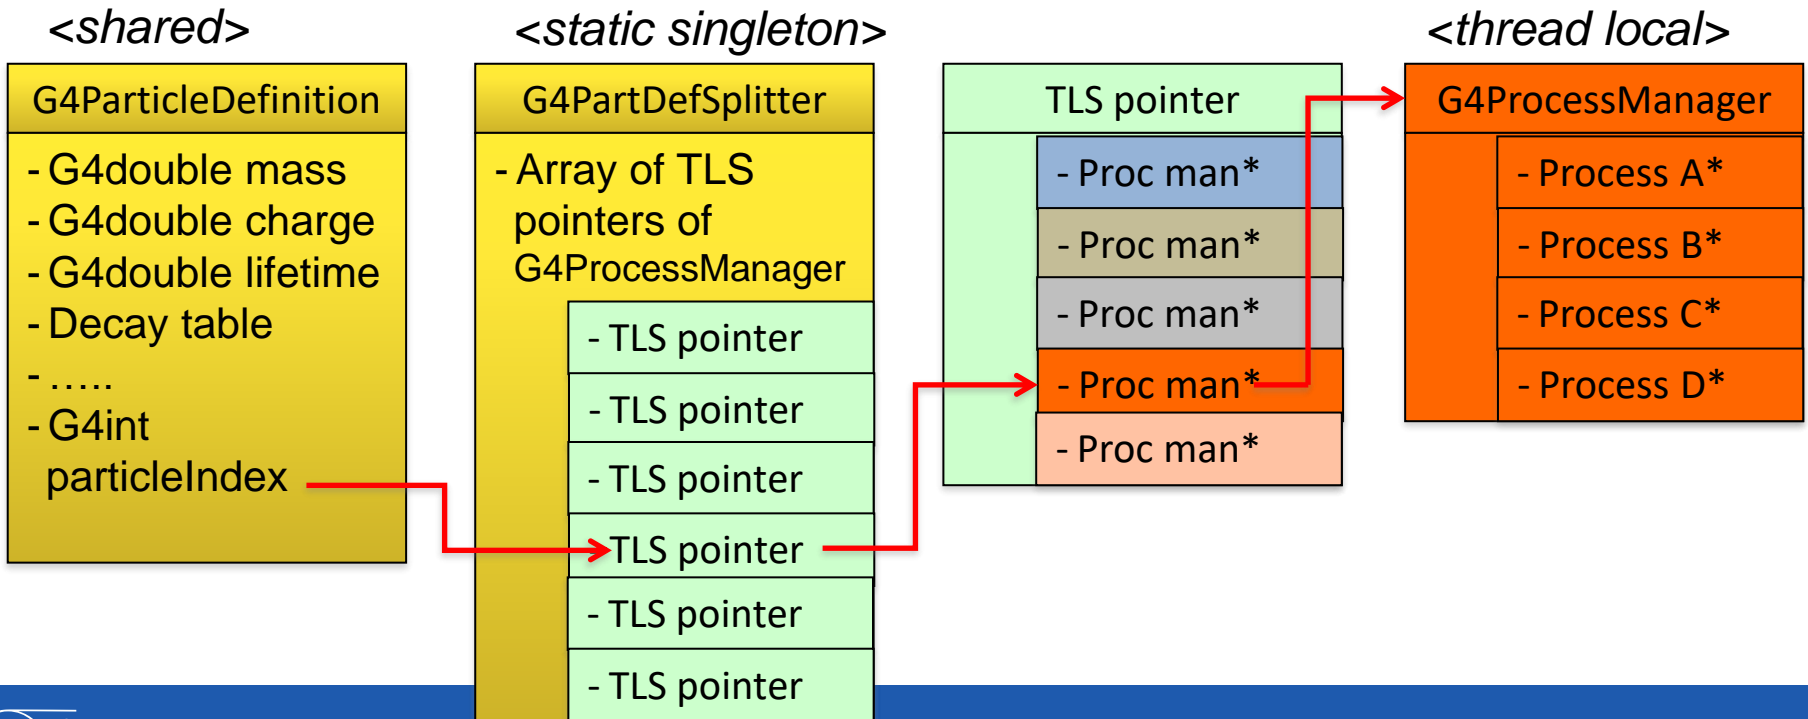 <shared>
G4ParticleDefinition
- G4double mass
- G4double charge
- G4double lifetime
- Decay table
- .....
- G4int
particleIndex
<static singleton>
G4PartDefSplitter
- Array of TLS
pointers of
G4ProcessManager
- TLS pointer
- TLS pointer
- TLS pointer
TLS pointer
- TLS pointer
- TLS pointer
TLS pointer
- Proc man*
- Proc man*
- Proc man*
- Proc man*
- Proc man*
<thread local>
G4ProcessManager
- Process A*
- Process B*
- Process C*
- Process D*